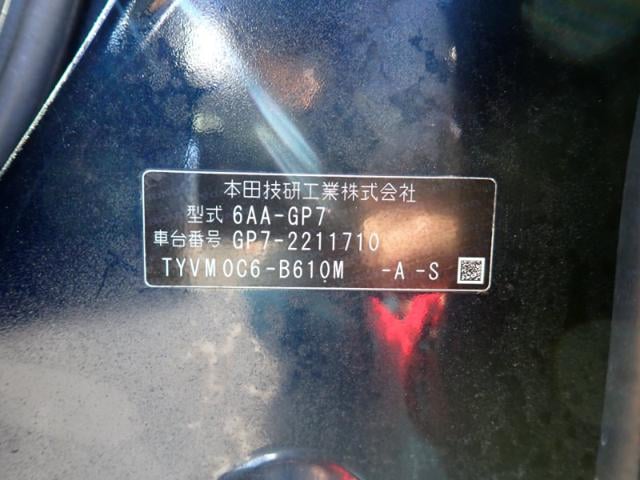 本田技研工業株式会社
型式 6AA-GP7
車台番号 GP7-2211710
TYVM0C6-B610M -A-S